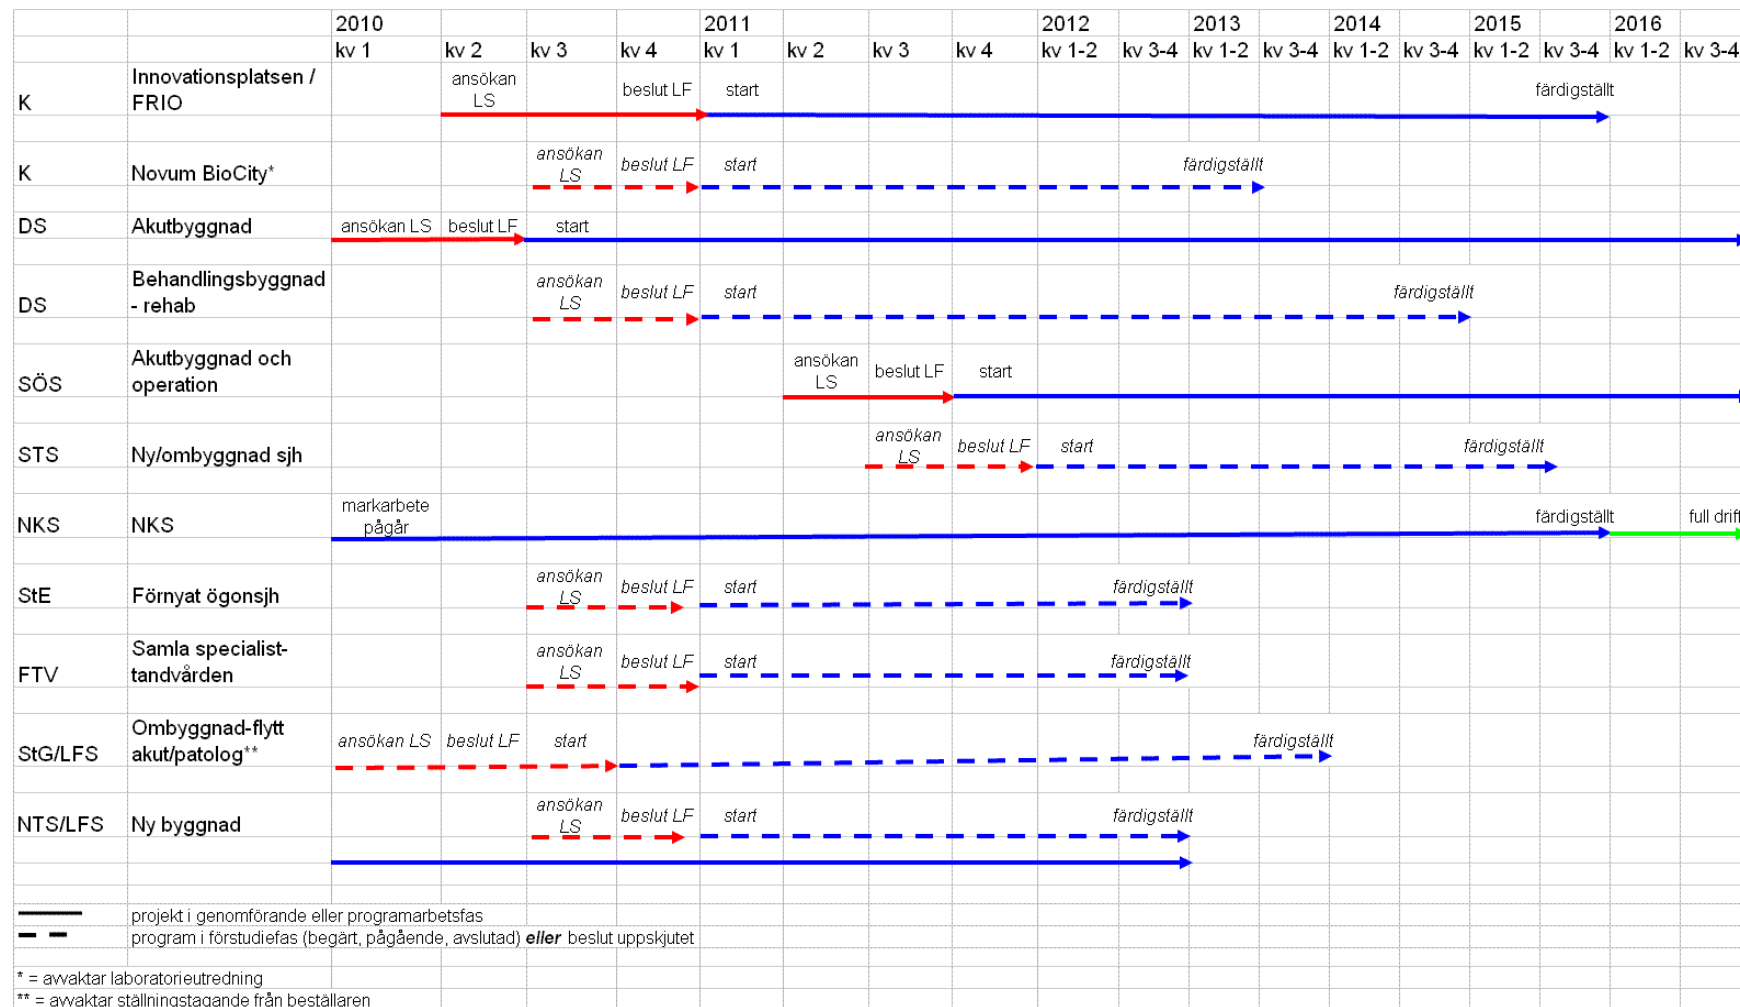 2010 2011 2012 2013 2014 2015 2016
kv 1 kv 2 kv 3 kv 4 kv 1 kv 2 kv 3 kv 4 kv 1-2 kv 3-4 kv 1-2 kv 3-4 kv 1-2 kv 3-4 kv 1-2 kv 3-4 kv 1-2 kv 3-4
K
Innovationsplatsen /
FRIO
ansökan
LS
beslut LF
start
färdigställt
K
Novum BioCity*
ansökan
LS
beslut LF
start
färdigställt
DS
Akutbyggnad
ansökan LS
beslut LF
start
DS
Behandlingsbyggnad
- rehab
ansökan
LS
beslut LF
start
färdigställt
SÖS
Akutbyggnad och
operation
ansökan
LS
beslut LF
start
STS
Ny/ombyggnad sjh
ansökan
LS
beslut LF
start
färdigställt
NKS
NKS
markarbete
pågår
färdigställt
full drift
StE
Förnyat ögonsjh
ansökan
LS
beslut LF
start
färdigställt
FTV
Samla specialist-
tandvården
ansökan
LS
beslut LF
start
färdigställt
StG/LFS
Ombyggnad-flytt
akut/patolog**
ansökan LS
beslut LF
start
färdigställt
NTS/LFS
Ny byggnad
ansökan
LS
beslut LF
start
färdigställt
projekt i genomförande eller programarbetsfas
program i förstudiefas (begärt, pågående, avslutad) eller beslut uppskjutet
* = avvaktar laboratorieutredning
** = avvaktar ställningstagande från beställaren